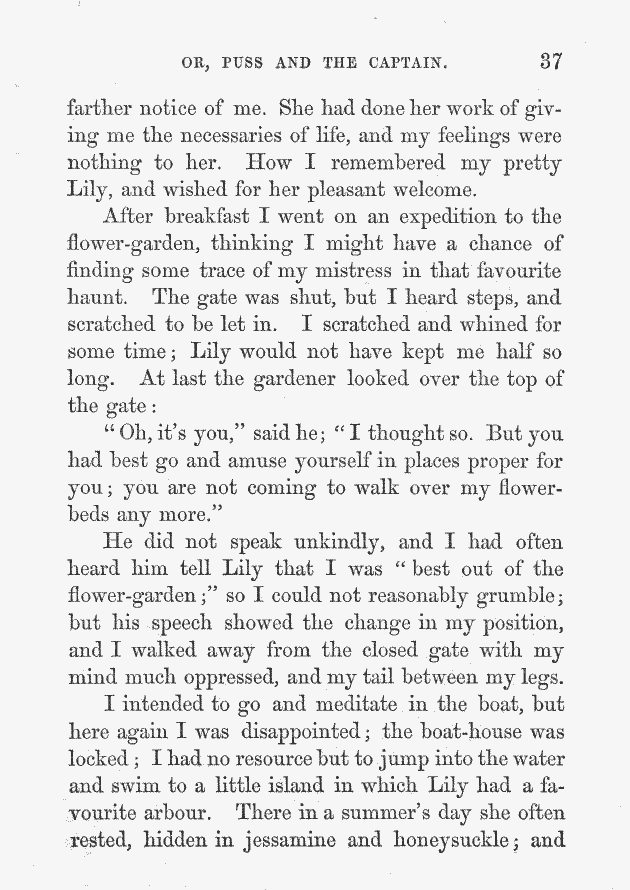 OR, PUSS AND THE CAPTAIN. 37
farther notice of me. She had done her work of giv-
ing me the necessaries of life, and my feelings were
nothing to her. How I remembered my pretty
Lily, and wished for her pleasant welcome.
After breakfast I went on an expedition to the
flower-garden, thinking I might have a chance of
finding some trace of my mistress in that favourite
haunt. The gate was shut, but I heard steps, and
scratched to be let in. I scratched and whined for
some time; Lily would not have kept me half so
long. At last the gardener looked over the top of
the gate:
"Oh, it's you," said he; "I thought so. But you
had best go and amuse yourself in places proper for
you; you are not coming to walk over my flower-
beds any more."
He did not speak unkindly, and I had often
heard him tell Lily that I was "best out of the
flower-garden;" so I could not reasonably grumble;
but his speech showed the change in my position,
and I walked away from the closed gate with my
mind much oppressed, and my tail between my legs.
I intended to go and meditate in the boat, but
here again I was disappointed; the boat-house was
locked; I had no resource but to jump into the water
and swim to a little island in which Lily had a fa-
vourite arbour. There in a summer's day she often
rested, hidden in jessamine and honeysuckle; and